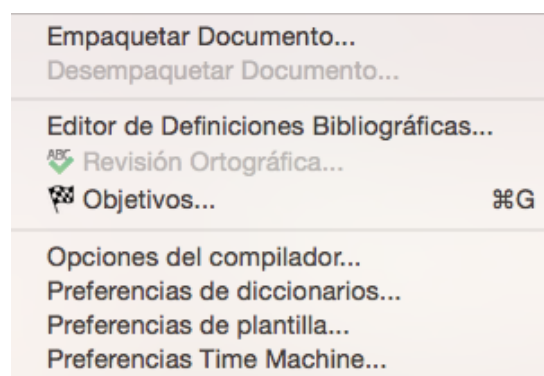 Empaquetar Documento...
Desempaquetar Documento...
Editor de Definiciones Bibliográficas...
ABC Revisión Ortográfica...
Objetivos... ⌘G
Opciones del compilador...
Preferencias de diccionarios...
Preferencias de plantilla...
Preferencias Time Machine...